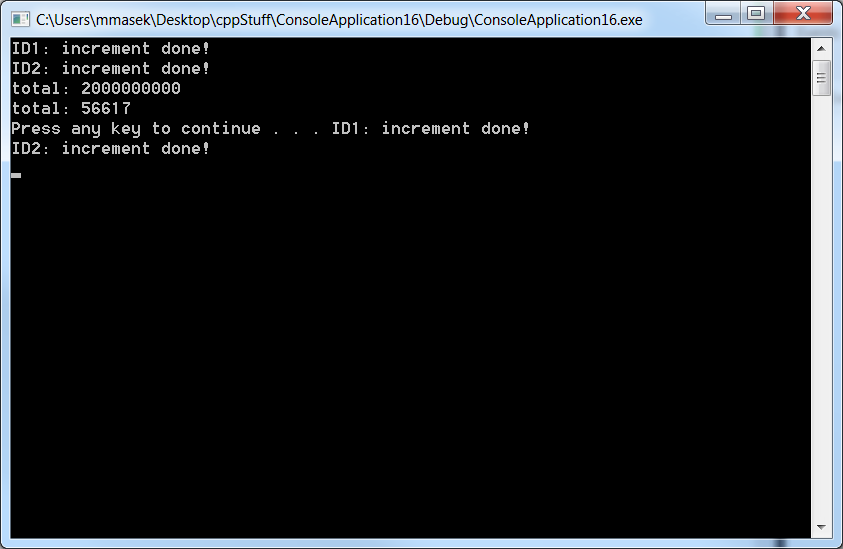 C:\Users\mmasek\Desktop\cppStuff\ConsoleApplication16\Debug\ConsoleApplication16.exe
ID1: increment done!
ID2: increment done!
total: 2000000000
total: 56617
Press any key to continue . . . ID1: increment done!
ID2: increment done!